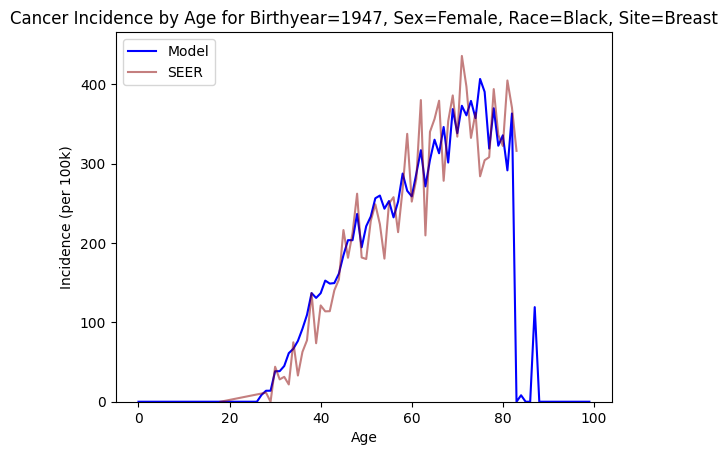 Cancer Incidence by Age for Birthyear=1947, Sex=Female, Race=Black, Site=Breast
Model
SEER
400
300
200
100
0
Incidence (per 100k)
0 20 40 60 80 100
Age